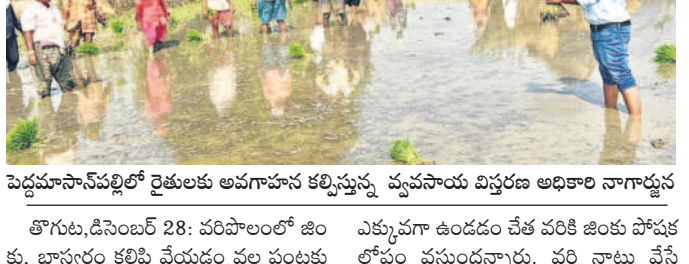 పెద్దమాసాన్‌పల్లిలో రైతులకు అవగాహన కల్పిస్తున్న వ్యవసాయ విస్తరణ అధికారి నాగార్జున
తొగుట,డిసెంబర్ 28: వరిపొలంలో జిం
కు, బాస్వరం కలిపి వేయడం వల్ల పంటకు
ఎక్కువగా ఉండడం చేత వరికి జింకు పోషక
లోపం వస్తుందన్నారు. వరి నాట్లు వేసే